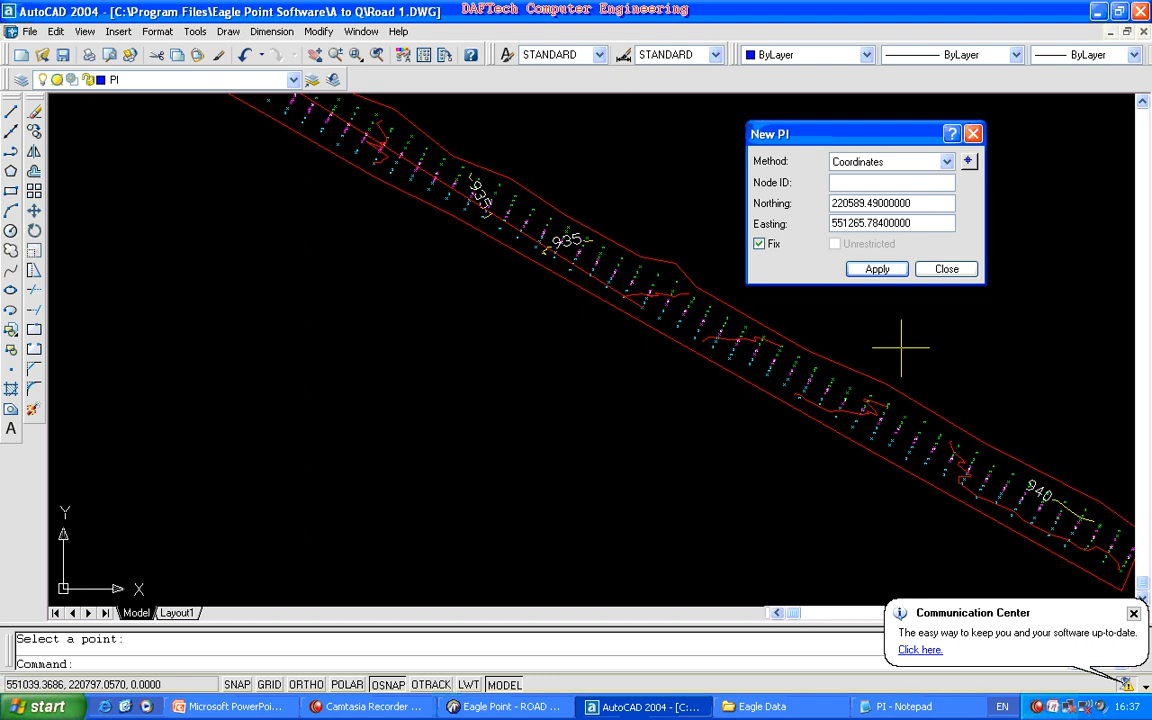 AutoCAD 2004 - [C:\Program Files\Eagle Point Software\A to Q\Road 1.DWG]
DAFTech Computer Engineering
File Edit View Insert Format Tools Draw Dimension Modify Window Help
STANDARD STANDARD ByLayer ByLayer ByLayer
PI
New PI
Method: Coordinates
Node ID:
Northing: 220589.49000000
Easting: 551265.78400000
Fix Unrestricted
Apply Close
935
935
940
Y
X
Model Layout1
Communication Center
The easy way to keep you and your software up-to-date.
Click here.
Select a point:
Command:
551039.3686, 220797.0570, 0.0000 SNAP GRID ORTHO POLAR OSNAP OTRACK LWT MODEL
start Microsoft PowerPoi... Camtasia Recorder ... Eagle Point - ROAD ... AutoCAD 2004 - [C:... Eagle Data PI - Notepad EN 16:37